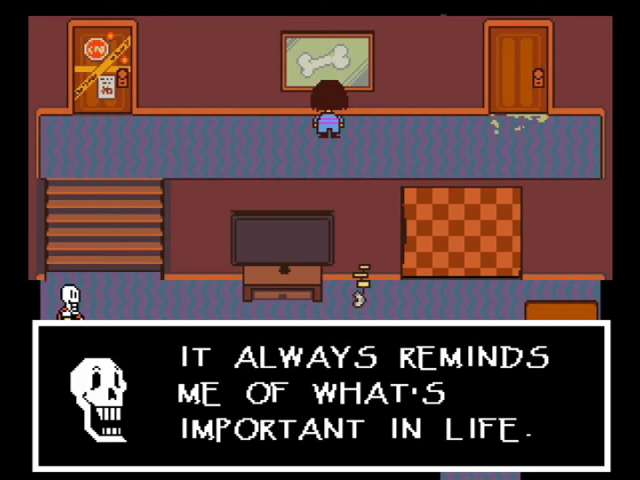 IT ALWAYS REMINDS
ME OF WHAT'S
IMPORTANT IN LIFE.